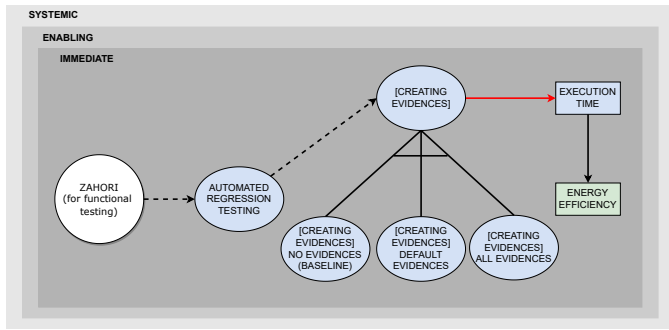 SYSTEMIC
ENABLING
IMMEDIATE
[CREATING
EVIDENCES]
EXECUTION
TIME
ZAHORI
(for functional
testing)
AUTOMATED
REGRESSION
TESTING
ENERGY
EFFICIENCY
[CREATING
EVIDENCES]
NO EVIDENCES
(BASELINE)
[CREATING
EVIDENCES]
DEFAULT
EVIDENCES
[CREATING
EVIDENCES]
ALL EVIDENCES